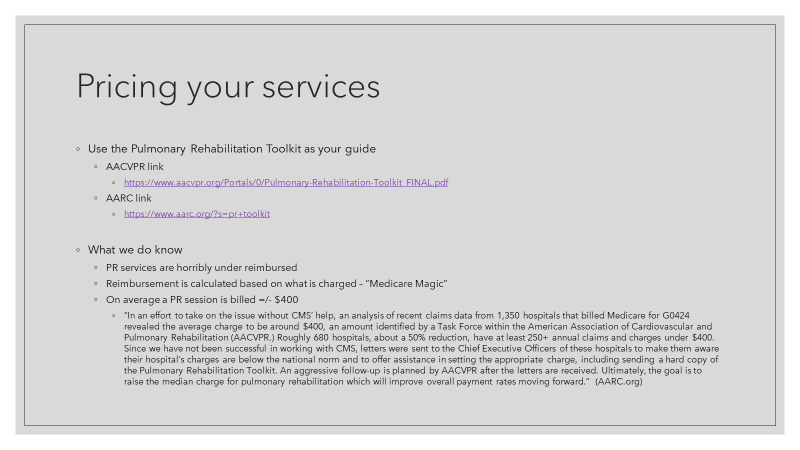 Pricing your services
◦ Use the Pulmonary Rehabilitation Toolkit as your guide
◦ AACVPR link
◦ https://www.aacvpr.org/Portals/0/Pulmonary-Rehabilitation-Toolkit_FINAL.pdf
◦ AARC link
◦ https://www.aarc.org/?s=pr+toolkit
◦ What we do know
◦ PR services are horribly under reimbursed
◦ Reimbursement is calculated based on what is charged – “Medicare Magic”
◦ On average a PR session is billed =/- $400
◦ “In an effort to take on the issue without CMS’ help, an analysis of recent claims data from 1,350 hospitals that billed Medicare for G0424
revealed the average charge to be around $400, an amount identified by a Task Force within the American Association of Cardiovascular and
Pulmonary Rehabilitation (AACVPR.) Roughly 680 hospitals, about a 50% reduction, have at least 250+ annual claims and charges under $400.
Since we have not been successful in working with CMS, letters were sent to the Chief Executive Officers of these hospitals to make them aware
their hospital’s charges are below the national norm and to offer assistance in setting the appropriate charge, including sending a hard copy of
the Pulmonary Rehabilitation Toolkit. An aggressive follow-up is planned by AACVPR after the letters are received. Ultimately, the goal is to
raise the median charge for pulmonary rehabilitation which will improve overall payment rates moving forward.” (AARC.org)